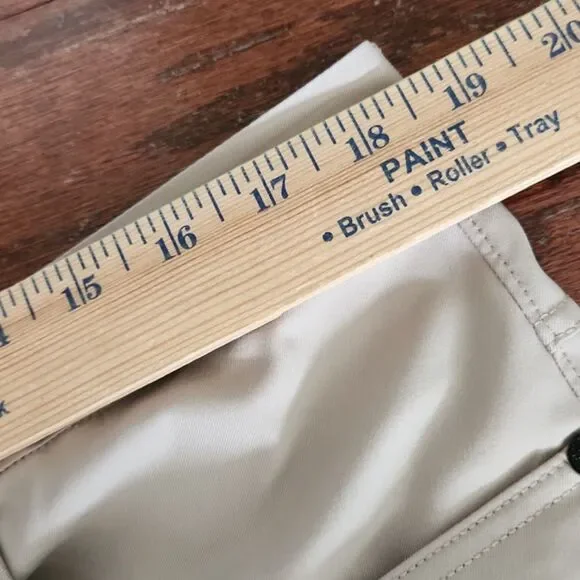 15 16 17 18 19 20
PAINT
• Brush • Roller • Tray